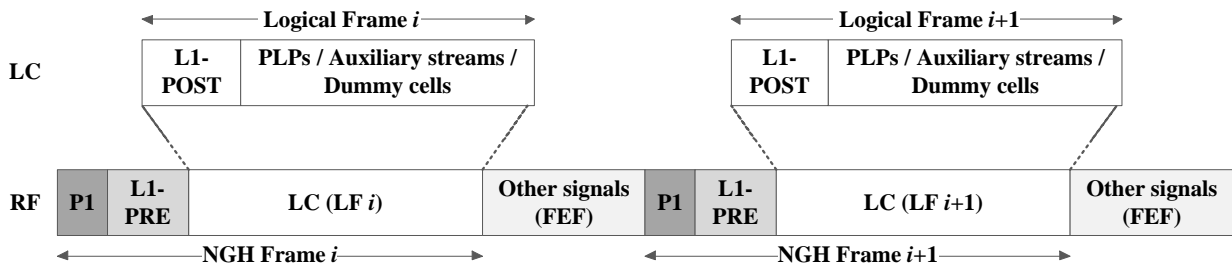 Logical Frame i
Logical Frame i+1
LC
L1-
POST
PLPs / Auxiliary streams /
Dummy cells
L1-
POST
PLPs / Auxiliary streams /
Dummy cells
RF
P1
L1-
PRE
LC (LF i)
Other signals
(FEF)
P1
L1-
PRE
LC (LF i+1)
Other signals
(FEF)
NGH Frame i
NGH Frame i+1